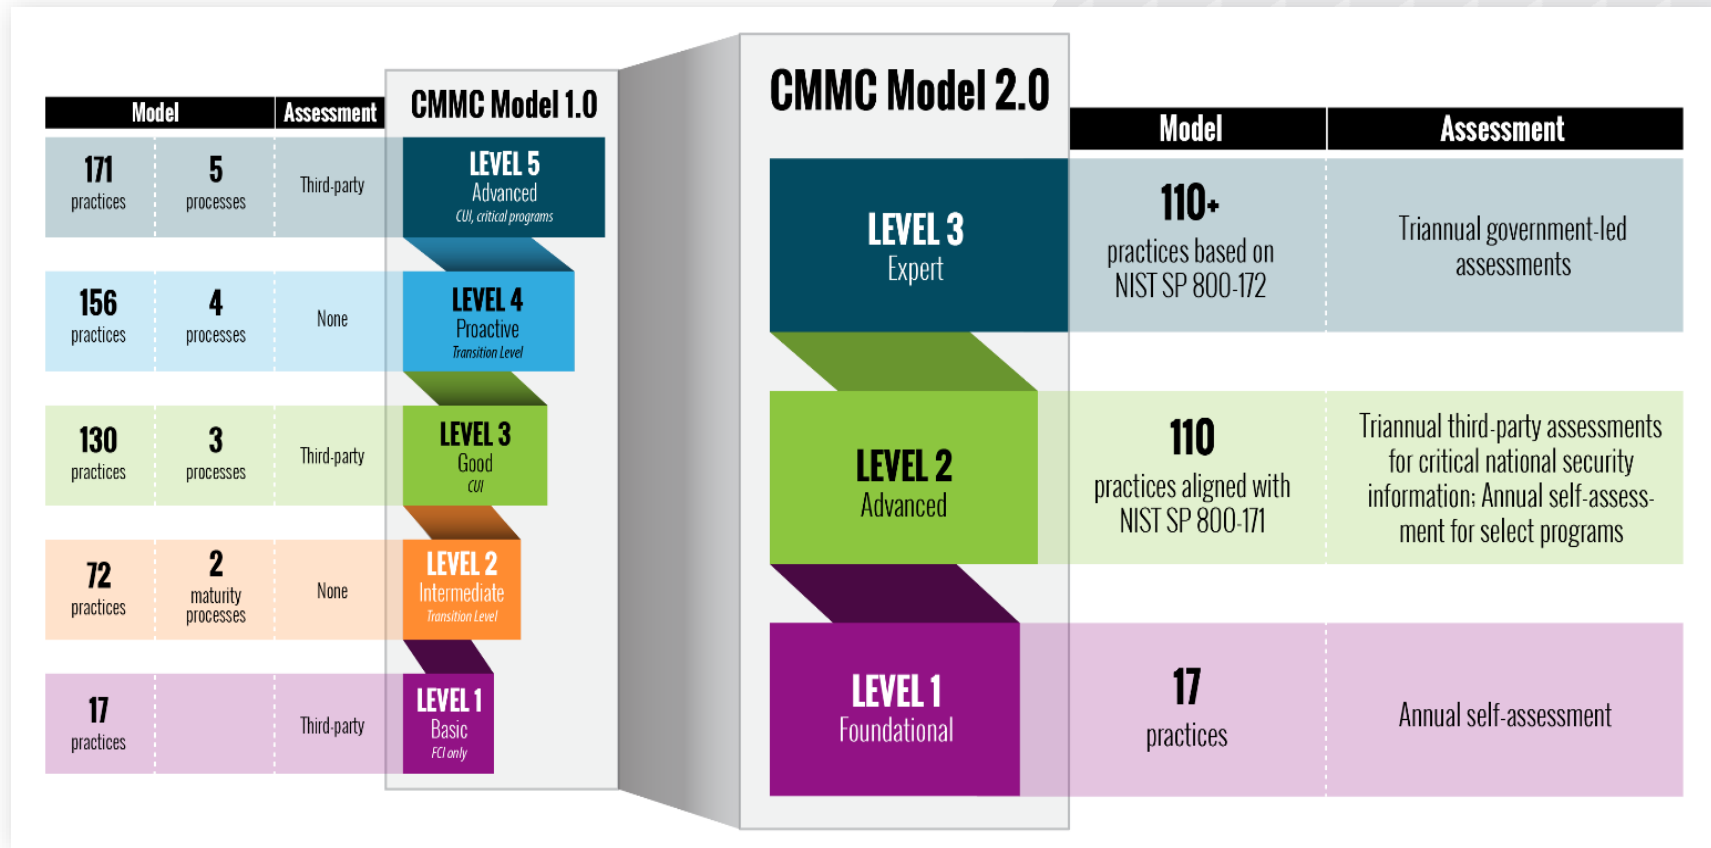 CMMC Model 1.0
Model
Assessment
171
practices
5
processes
Third-party
LEVEL 5
Advanced
CUI, critical programs
156
practices
4
processes
None
LEVEL 4
Proactive
Transition Level
130
practices
3
processes
Third-party
LEVEL 3
Good
CUI
72
practices
2
maturity
processes
None
LEVEL 2
Intermediate
Transition Level
17
practices
Third-party
LEVEL 1
Basic
FCI only
CMMC Model 2.0
Model
Assessment
LEVEL 3
Expert
110+
practices based on
NIST SP 800-172
Triannual government-led
assessments
LEVEL 2
Advanced
110
practices aligned with
NIST SP 800-171
Triannual third-party assessments
for critical national security
information; Annual self-assess-
ment for select programs
LEVEL 1
Foundational
17
practices
Annual self-assessment